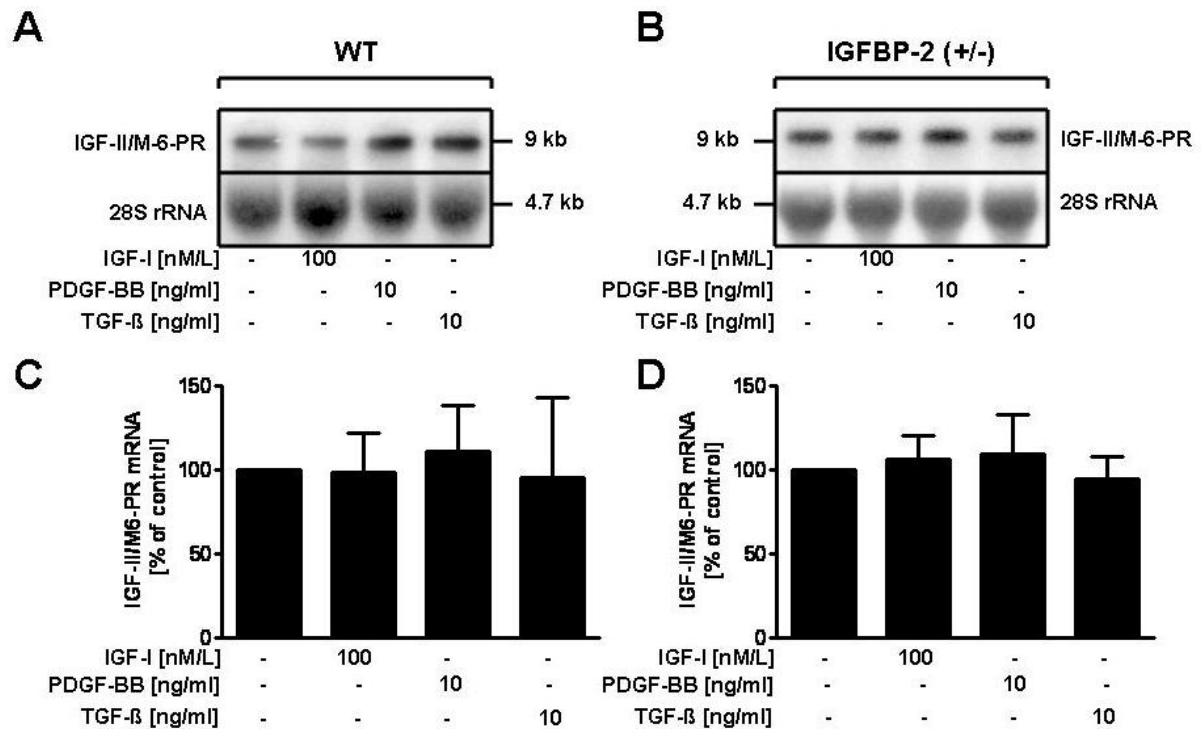 A
B
WT
IGFBP-2 (+/-)
IGF-II/M-6-PR
9 kb
9 kb
IGF-II/M-6-PR
28S rRNA
4.7 kb
4.7 kb
28S rRNA
IGF-I [nM/L] - 100 - -
IGF-I [nM/L] - 100 - -
PDGF-BB [ng/ml] - - 10 -
PDGF-BB [ng/ml] - - 10 -
TGF-ß [ng/ml] - - - 10
TGF-ß [ng/ml] - - - 10
C
IGF-II/M6-PR mRNA
[% of control]
150
100
50
0
IGF-I [nM/L] - 100 - -
PDGF-BB [ng/ml] - - 10 -
TGF-ß [ng/ml] - - - 10
D
IGF-II/M6-PR mRNA
[% of control]
150
100
50
0
IGF-I [nM/L] - 100 - -
PDGF-BB [ng/ml] - - 10 -
TGF-ß [ng/ml] - - - 10